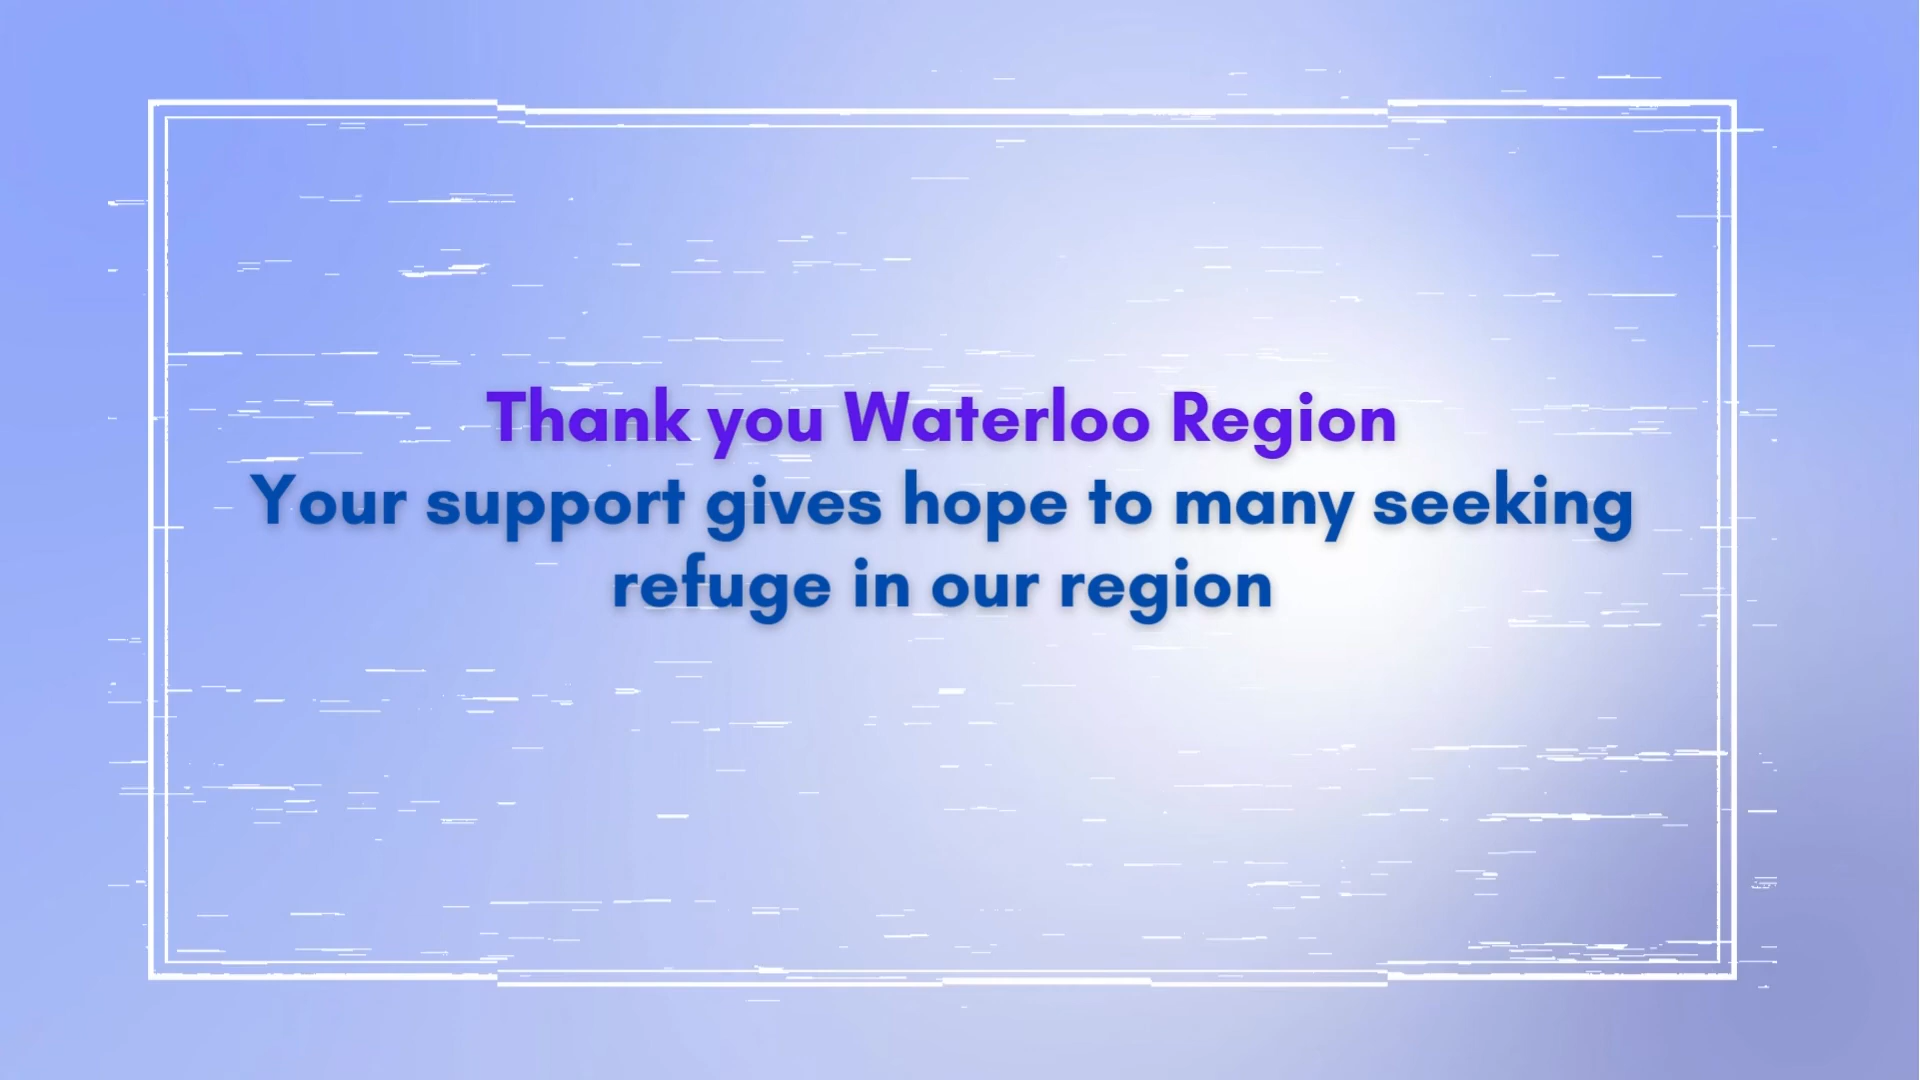 Thank you Waterloo Region
Your support gives hope to many seeking
refuge in our region